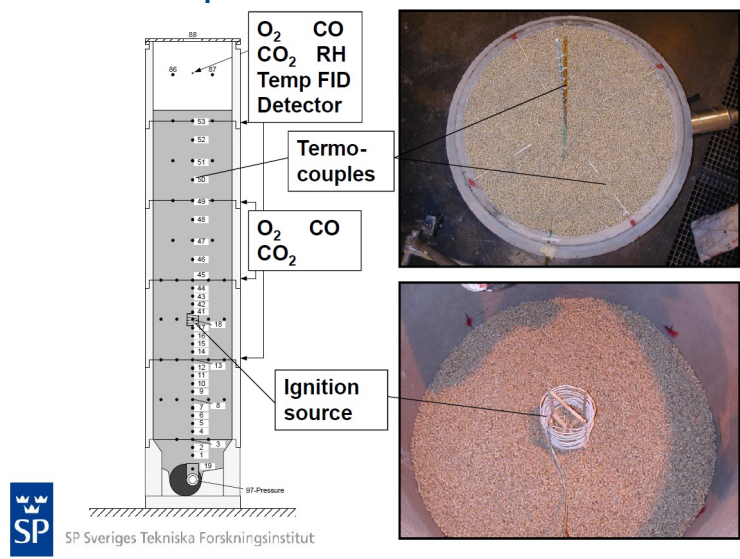 88
86
87
O₂ CO
CO₂ RH
Temp FID
Detector
53
52
51
50
Termo-
couples
49
48
47
46
45
O₂ CO
CO₂
44
43
42
41
18
16
15
14
13
12
11
10
9
8
7
6
5
4
3
2
1
19
97-Pressure
Ignition
source
SP
SP Sveriges Tekniska Forskningsinstitut